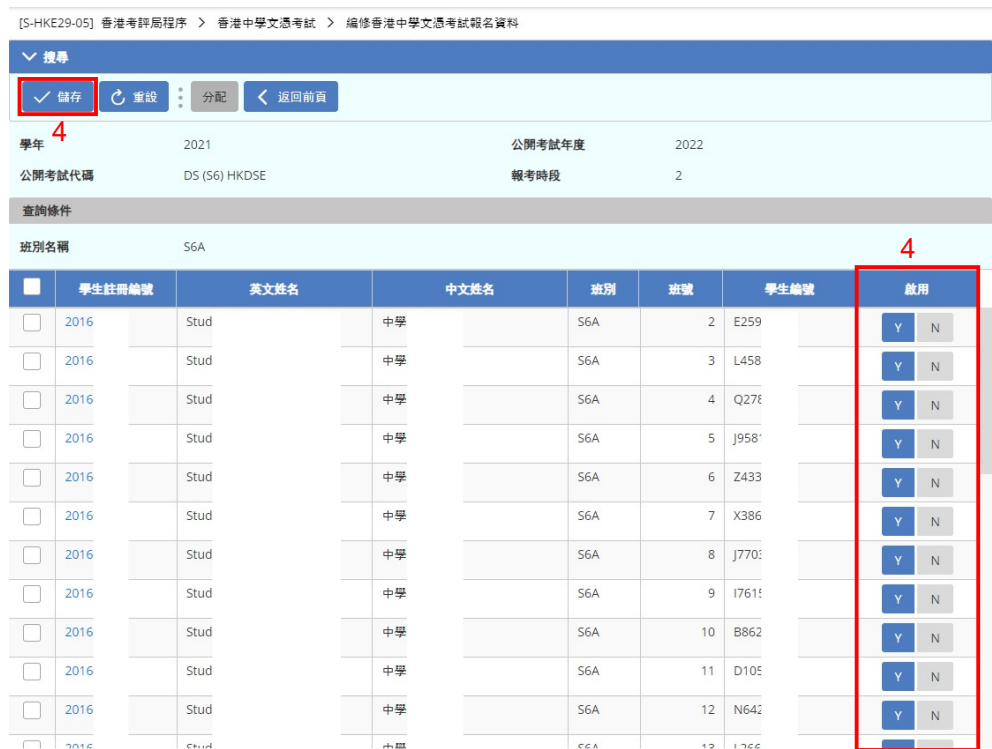 [S-HKE29-05] 香港考評局程序 > 香港中學文憑考試 > 編修香港中學文憑考試報名資料
搜尋
儲存 重設 分配 返回前頁
4
學年 2021 公開考試年度 2022
公開考試代碼 DS (S6) HKDSE 報考時段 2
查詢條件
班別名稱 S6A
4
學生註冊編號 英文姓名 中文姓名 班別 班號 學生編號 啟用
2016 Stud 中學 S6A 2 E259 Y N
2016 Stud 中學 S6A 3 L458 Y N
2016 Stud 中學 S6A 4 Q278 Y N
2016 Stud 中學 S6A 5 J9581 Y N
2016 Stud 中學 S6A 6 Z433 Y N
2016 Stud 中學 S6A 7 X386 Y N
2016 Stud 中學 S6A 8 J7703 Y N
2016 Stud 中學 S6A 9 I7615 Y N
2016 Stud 中學 S6A 10 B862 Y N
2016 Stud 中學 S6A 11 D105 Y N
2016 Stud 中學 S6A 12 N642 Y N
2016 Stud 中學 S6A 13